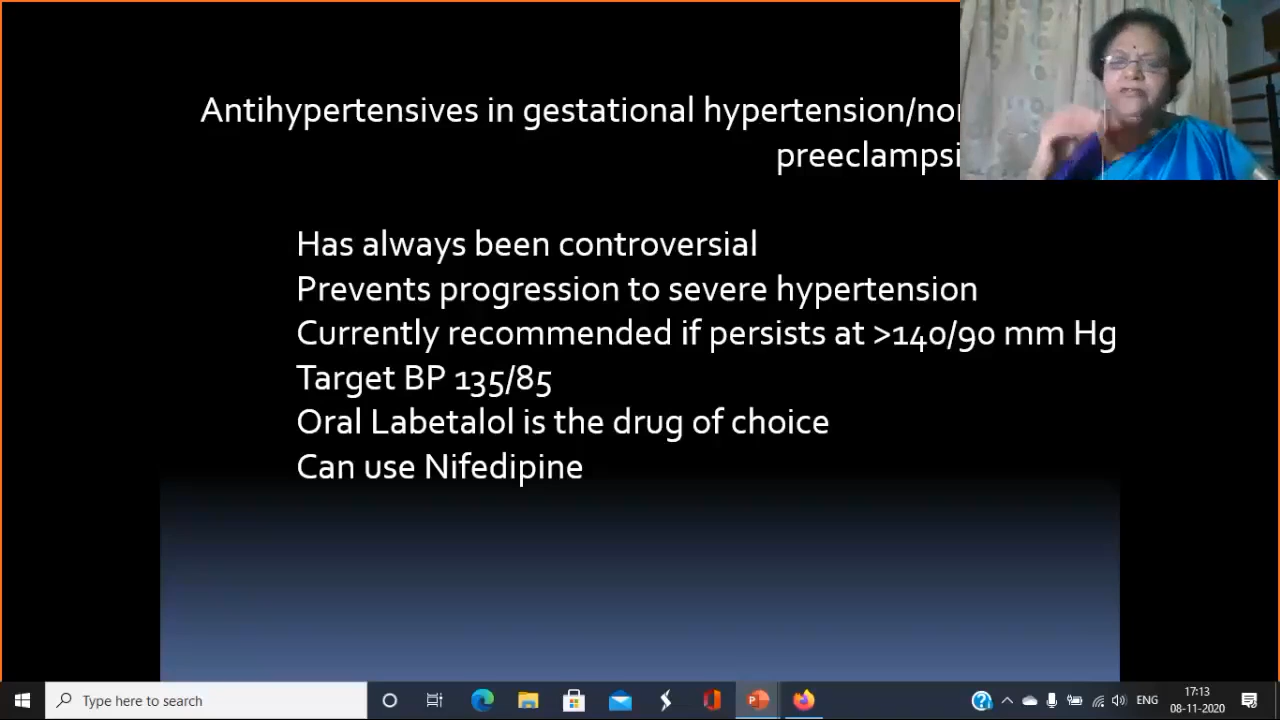 Antihypertensives in gestational hypertension/
Has always been controversial
Prevents progression to severe hypertension
Currently recommended if persists at >140/90 mm Hg
Target BP 135/85
Oral Labetalol is the drug of choice
Can use Nifedipine
Type here to search
ENG
17:13
08-11-2020